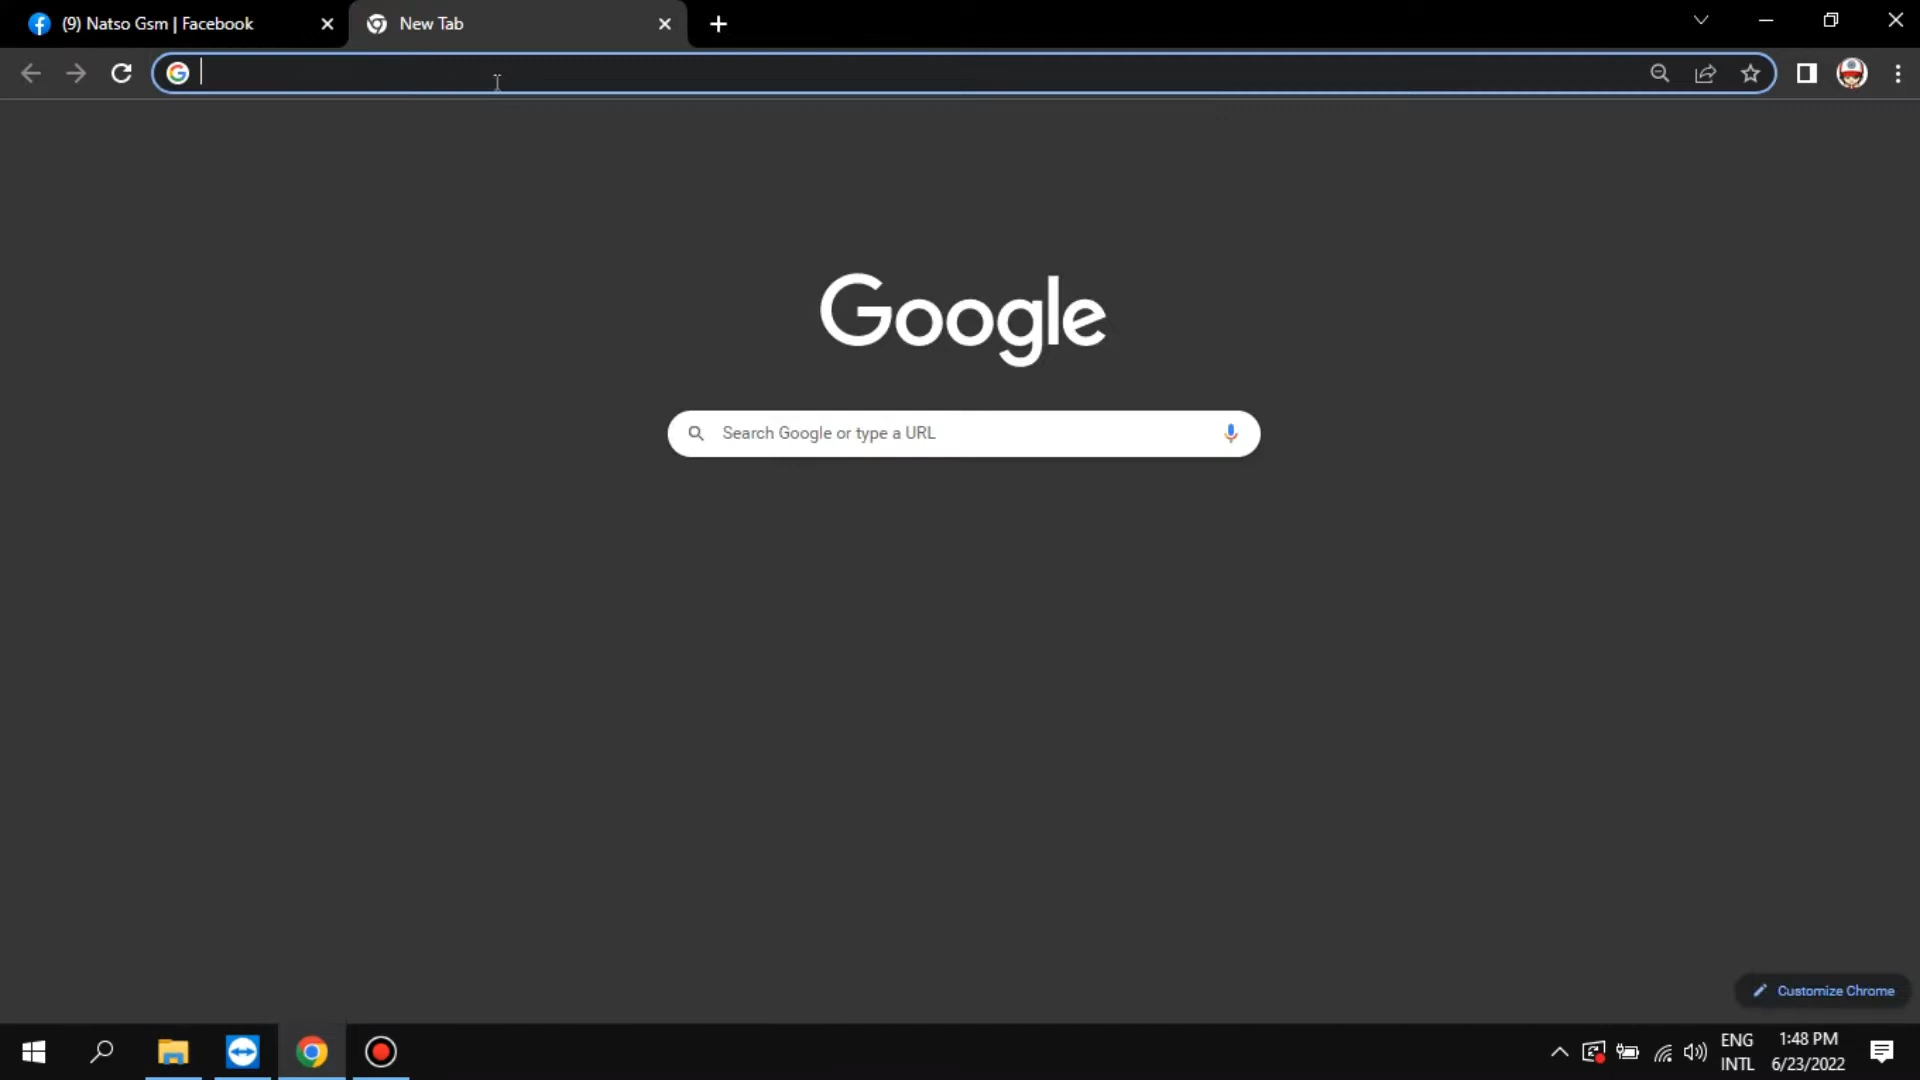 (9) Natso Gsm | Facebook
New Tab
Google
Search Google or type a URL
Customize Chrome
ENG
INTL
1:48 PM
6/23/2022